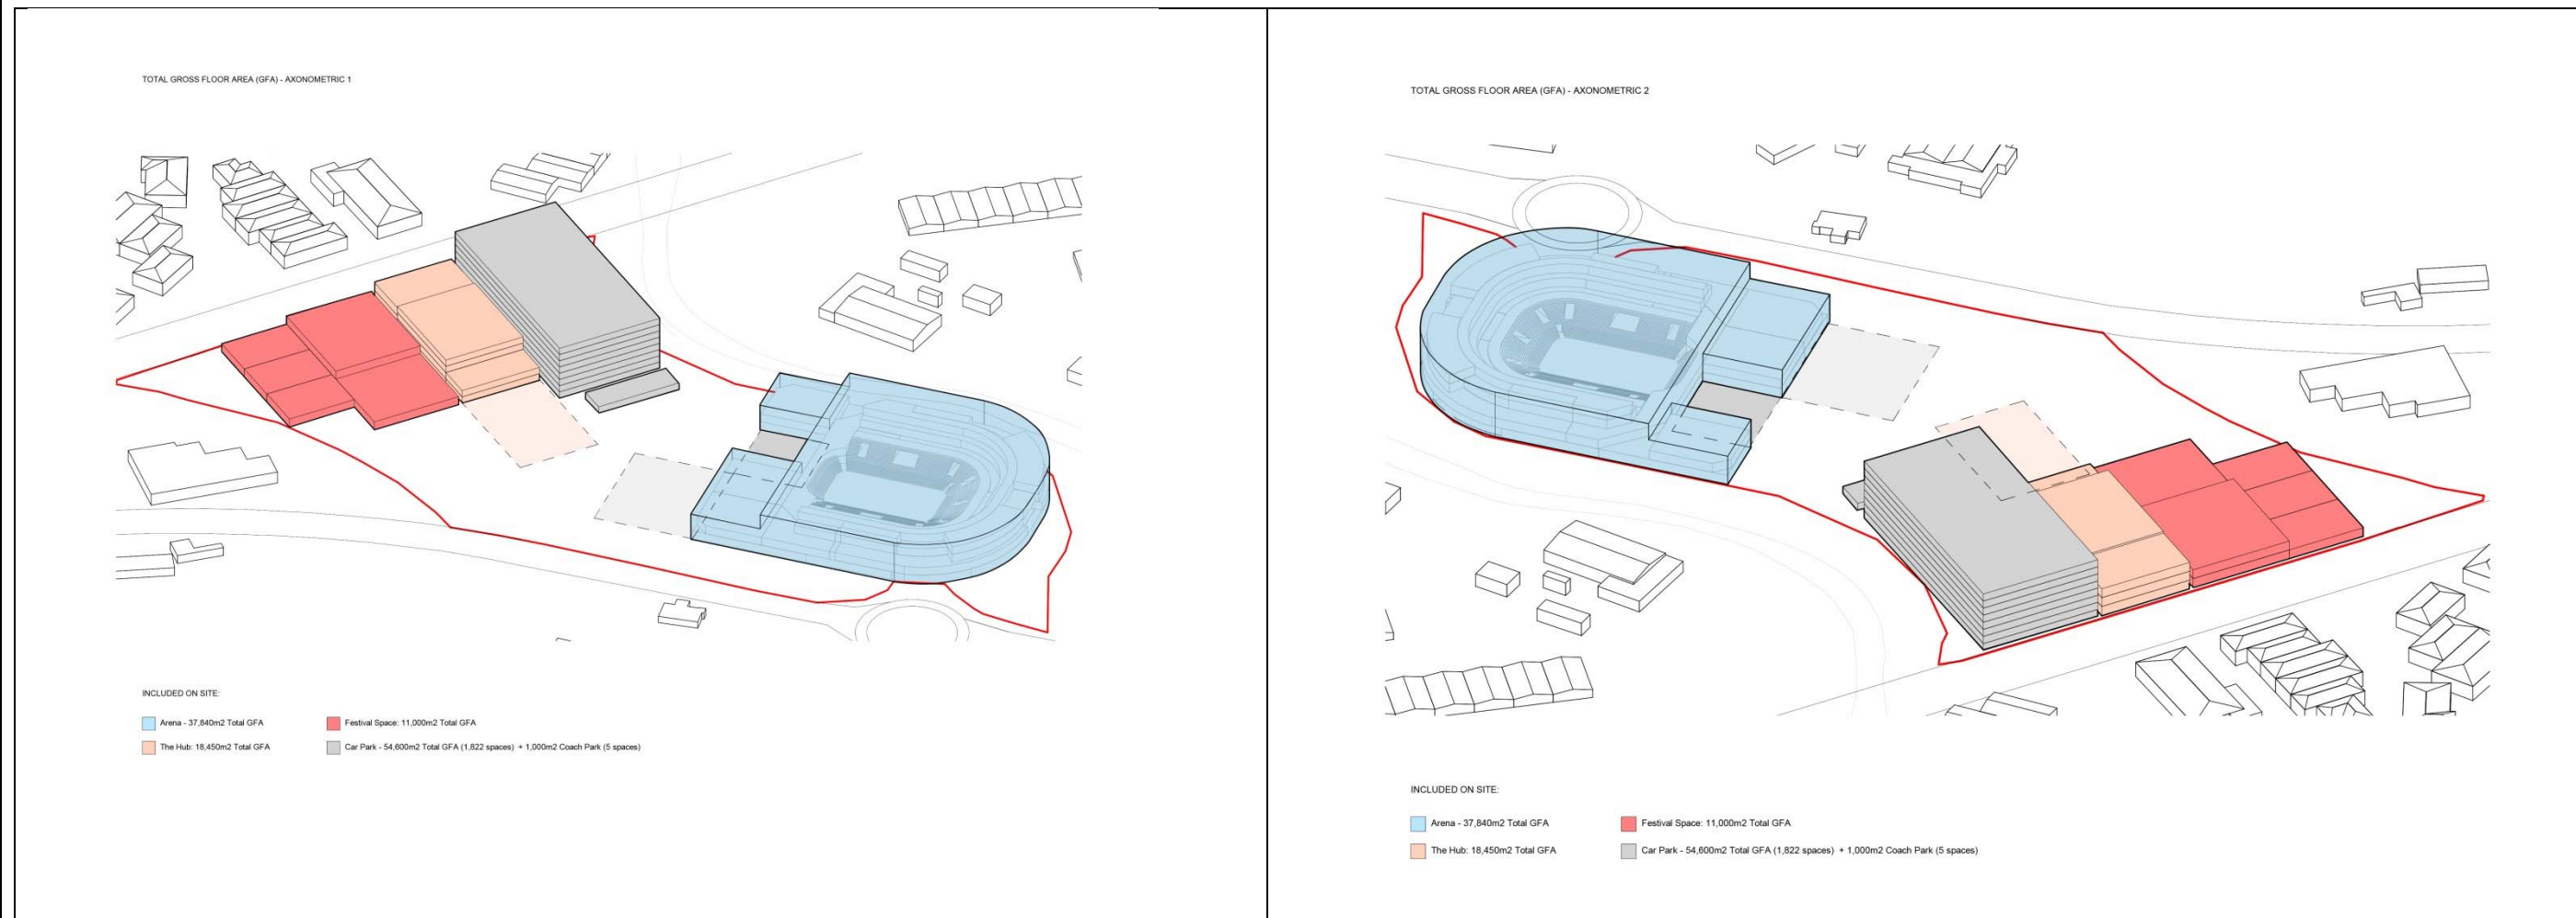 TOTAL GROSS FLOOR AREA (GFA) - AXONOMETRIC 1
INCLUDED ON SITE:
Arena - 37,840m2 Total GFA
Festival Space: 11,000m2 Total GFA
The Hub: 18,450m2 Total GFA
Car Park - 54,600m2 Total GFA (1,822 spaces) + 1,000m2 Coach Park (5 spaces)
TOTAL GROSS FLOOR AREA (GFA) - AXONOMETRIC 2
INCLUDED ON SITE:
Arena - 37,840m2 Total GFA
Festival Space: 11,000m2 Total GFA
The Hub: 18,450m2 Total GFA
Car Park - 54,600m2 Total GFA (1,822 spaces) + 1,000m2 Coach Park (5 spaces)